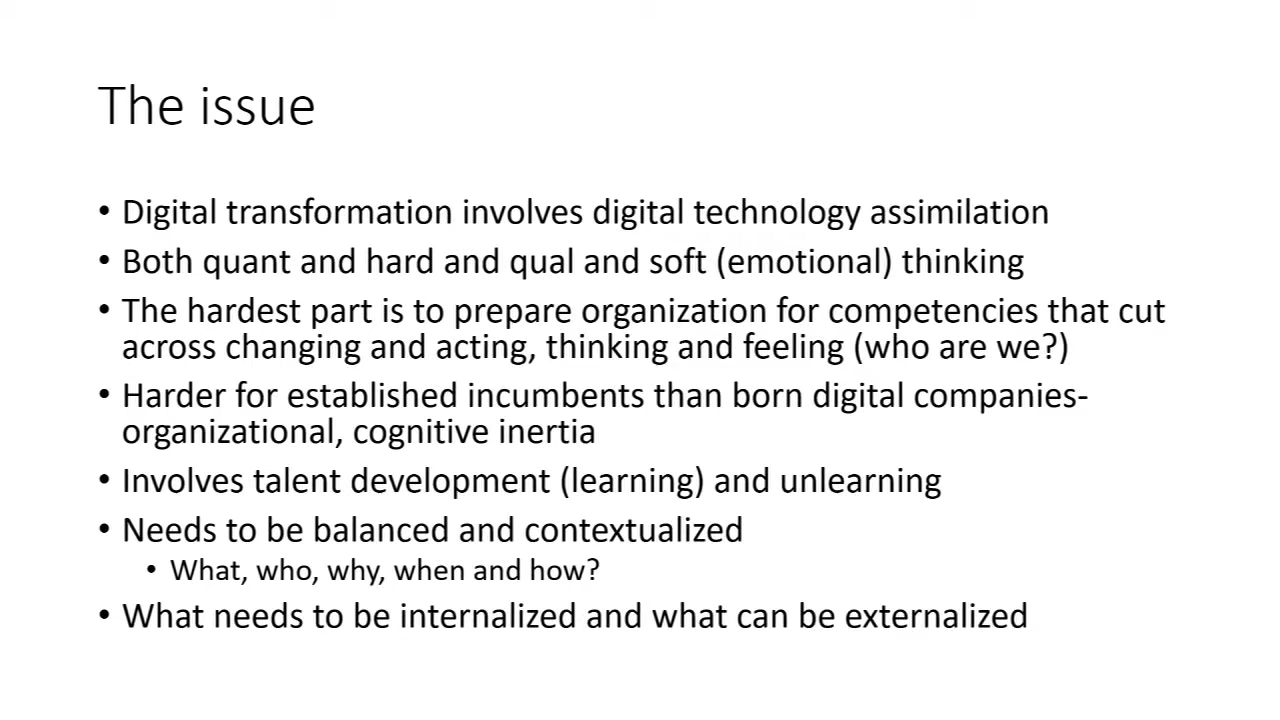 The issue
• Digital transformation involves digital technology assimilation
• Both quant and hard and qual and soft (emotional) thinking
• The hardest part is to prepare organization for competencies that cut
across changing and acting, thinking and feeling (who are we?)
• Harder for established incumbents than born digital companies-
organizational, cognitive inertia
• Involves talent development (learning) and unlearning
• Needs to be balanced and contextualized
• What, who, why, when and how?
• What needs to be internalized and what can be externalized